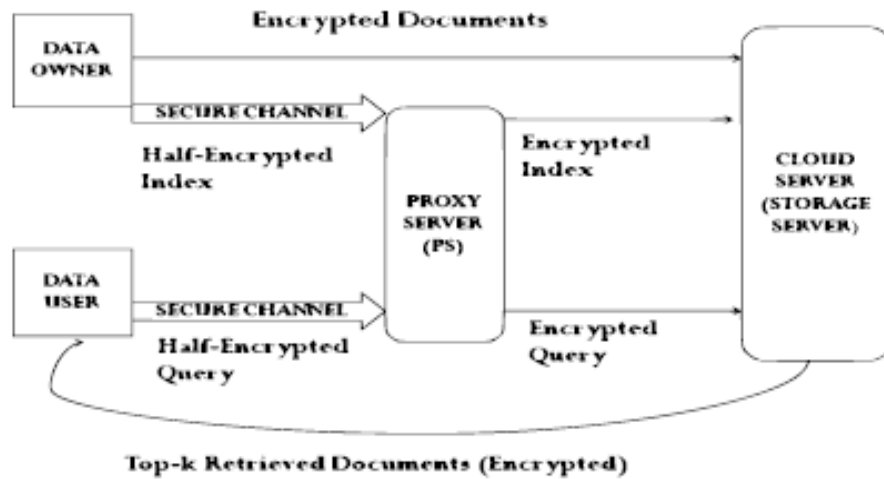 Encrypted Documents
DATA
OWNER
SECURE CHANNEL
Half-Encrypted
Index
PROXY
SERVER
(PS)
Encrypted
Index
CLOUD
SERVER
(STORAGE
SERVER)
DATA
USER
SECURE CHANNEL
Half-Encrypted
Query
Encrypted
Query
Top-k Retrieved Documents (Encrypted)